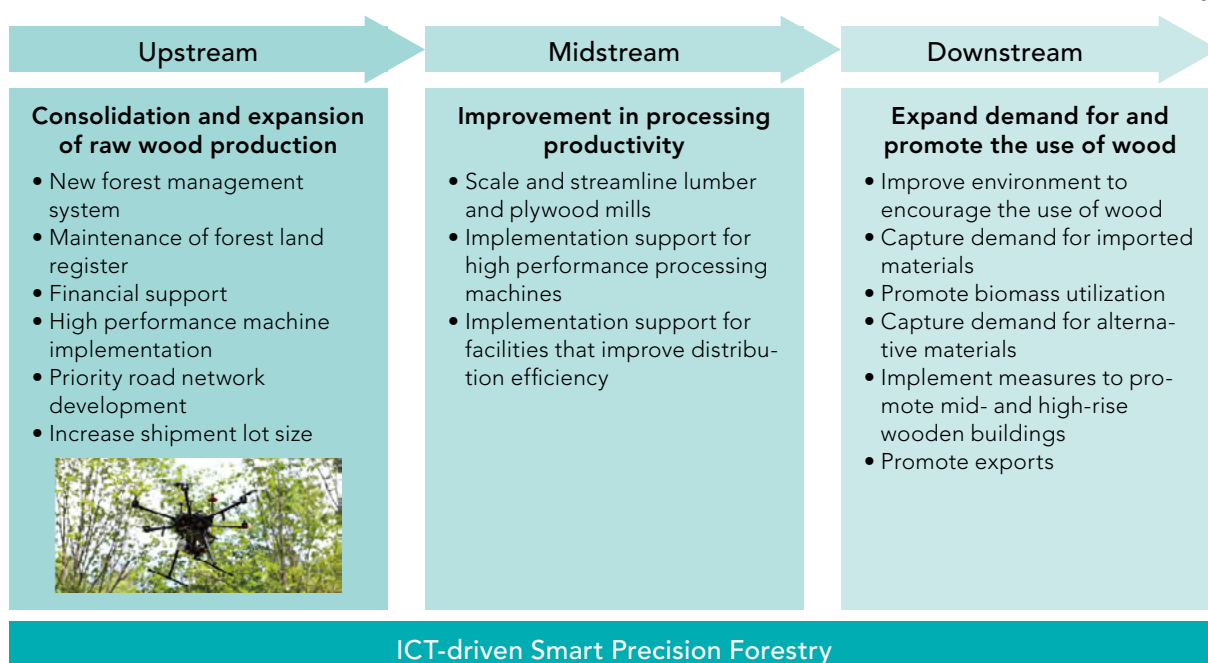 Upstream
Midstream
Downstream
Consolidation and expansion
of raw wood production
• New forest management
system
• Maintenance of forest land
register
• Financial support
• High performance machine
implementation
• Priority road network
development
• Increase shipment lot size
Improvement in processing
productivity
• Scale and streamline lumber
and plywood mills
• Implementation support for
high performance processing
machines
• Implementation support for
facilities that improve distribu-
tion efficiency
Expand demand for and
promote the use of wood
• Improve environment to
encourage the use of wood
• Capture demand for imported
materials
• Promote biomass utilization
• Capture demand for alterna-
tive materials
• Implement measures to pro-
mote mid- and high-rise
wooden buildings
• Promote exports
ICT-driven Smart Precision Forestry